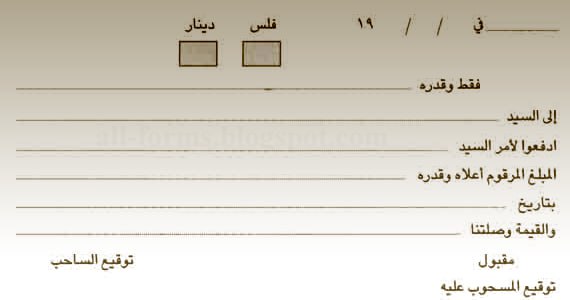 في / / ١٩
فلس دينار
فقط وقدره
إلى السيد
all-forms.blogspot.com
ادفعوا لأمر السيد
المبلغ المرقوم أعلاه وقدره
بتاريخ
والقيمة وصلتنا
مقبول توقيع الساحب
توقيع المسحوب عليه